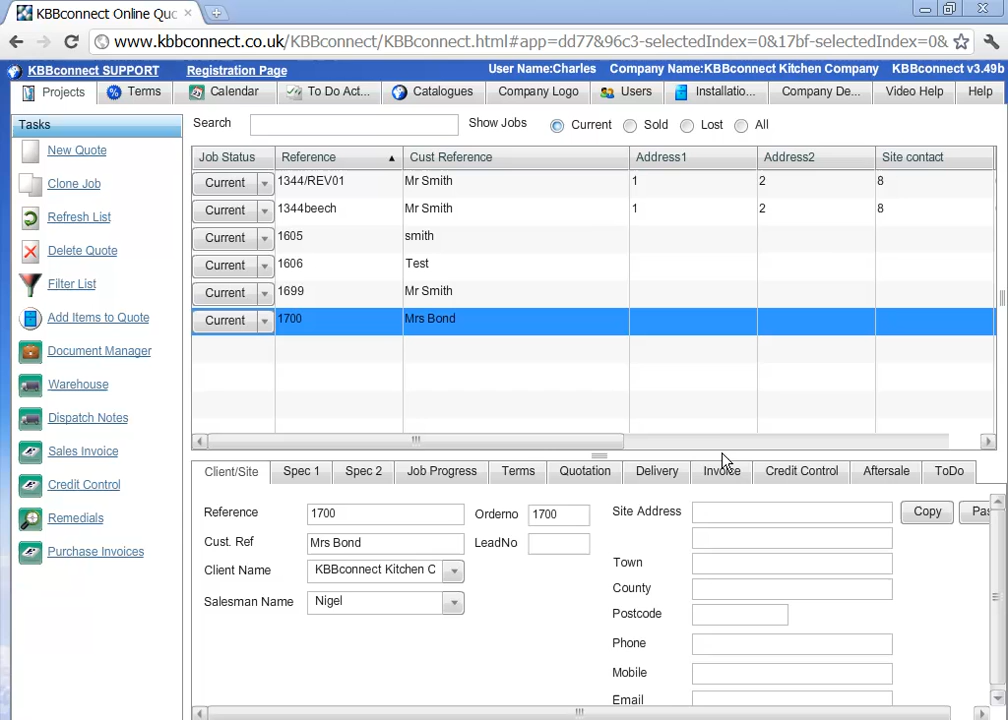 KBBconnect Online Quo
www.kbbconnect.co.uk/KBBconnect/KBBconnect.html#app=dd77&96c3-selectedIndex=0&17bf-selectedIndex=0&
KBBconnect SUPPORT Registration Page User Name:Charles Company Name:KBBconnect Kitchen Company KBBconnect v3.49b
Projects Terms Calendar To Do Act... Catalogues Company Logo Users Installatio... Company De... Video Help Help
Tasks
New Quote
Clone Job
Refresh List
Delete Quote
Filter List
Add Items to Quote
Document Manager
Warehouse
Dispatch Notes
Sales Invoice
Credit Control
Remedials
Purchase Invoices
Search Show Jobs Current Sold Lost All
Job Status Reference Cust Reference Address1 Address2 Site contact
Current 1344/REV01 Mr Smith 1 2 8
Current 1344beech Mr Smith 1 2 8
Current 1605 smith
Current 1606 Test
Current 1699 Mr Smith
Current 1700 Mrs Bond
Client/Site Spec 1 Spec 2 Job Progress Terms Quotation Delivery Invoice Credit Control Aftersale ToDo
Reference 1700 Orderno 1700 Site Address Copy Pas
Cust. Ref Mrs Bond LeadNo
Client Name KBBconnect Kitchen C
Salesman Name Nigel
Town
County
Postcode
Phone
Mobile
Email